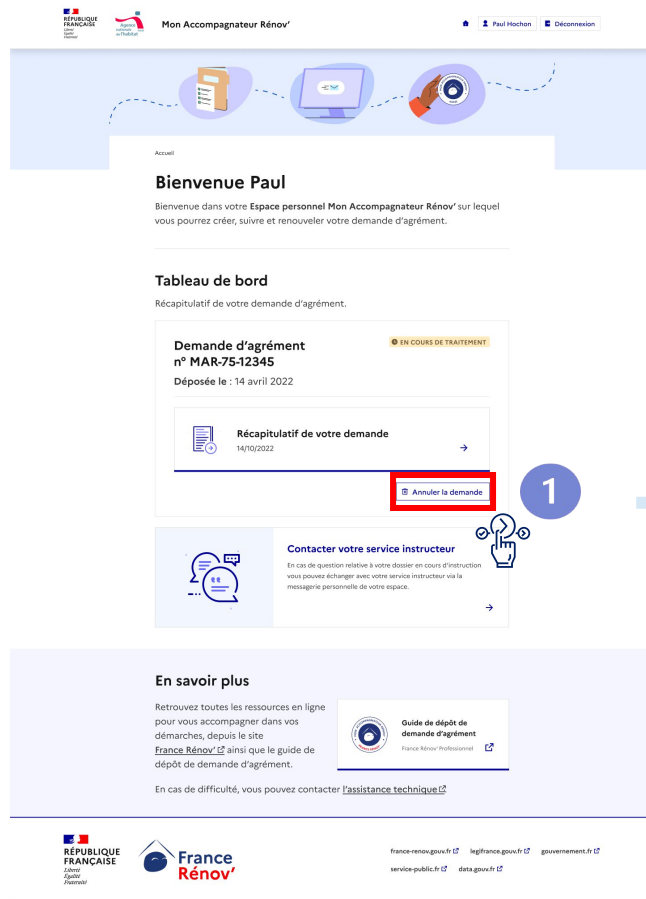 RÉPUBLIQUE
FRANÇAISE
Liberté
Égalité
Fraternité
Agence
nationale
de l'habitat
Mon Accompagnateur Rénov'
Paul Hochon
Déconnexion
Accueil
Bienvenue Paul
Bienvenue dans votre Espace personnel Mon Accompagnateur Rénov' sur lequel
vous pourrez créer, suivre et renouveler votre demande d'agrément.
Tableau de bord
Récapitulatif de votre demande d'agrément.
Demande d'agrément
n° MAR-75-12345
EN COURS DE TRAITEMENT
Déposée le : 14 avril 2022
Récapitulatif de votre demande
14/10/2022
Annuler la demande
1
Contacter votre service instructeur
En cas de question relative à votre dossier en cours d'instruction
vous pouvez échanger avec votre service instructeur via la
messagerie personnelle de votre espace.
En savoir plus
Retrouvez toutes les ressources en ligne
pour vous accompagner dans vos
démarches, depuis le site
France Rénov' ainsi que le guide de
dépôt de demande d'agrément.
Guide de dépôt de
demande d'agrément
France Rénov' Professionnel
En cas de difficulté, vous pouvez contacter l'assistance technique
RÉPUBLIQUE
FRANÇAISE
Liberté
Égalité
Fraternité
France
Rénov'
france-renov.gouv.fr legifrance.gouv.fr gouvernement.fr
service-public.fr data.gouv.fr